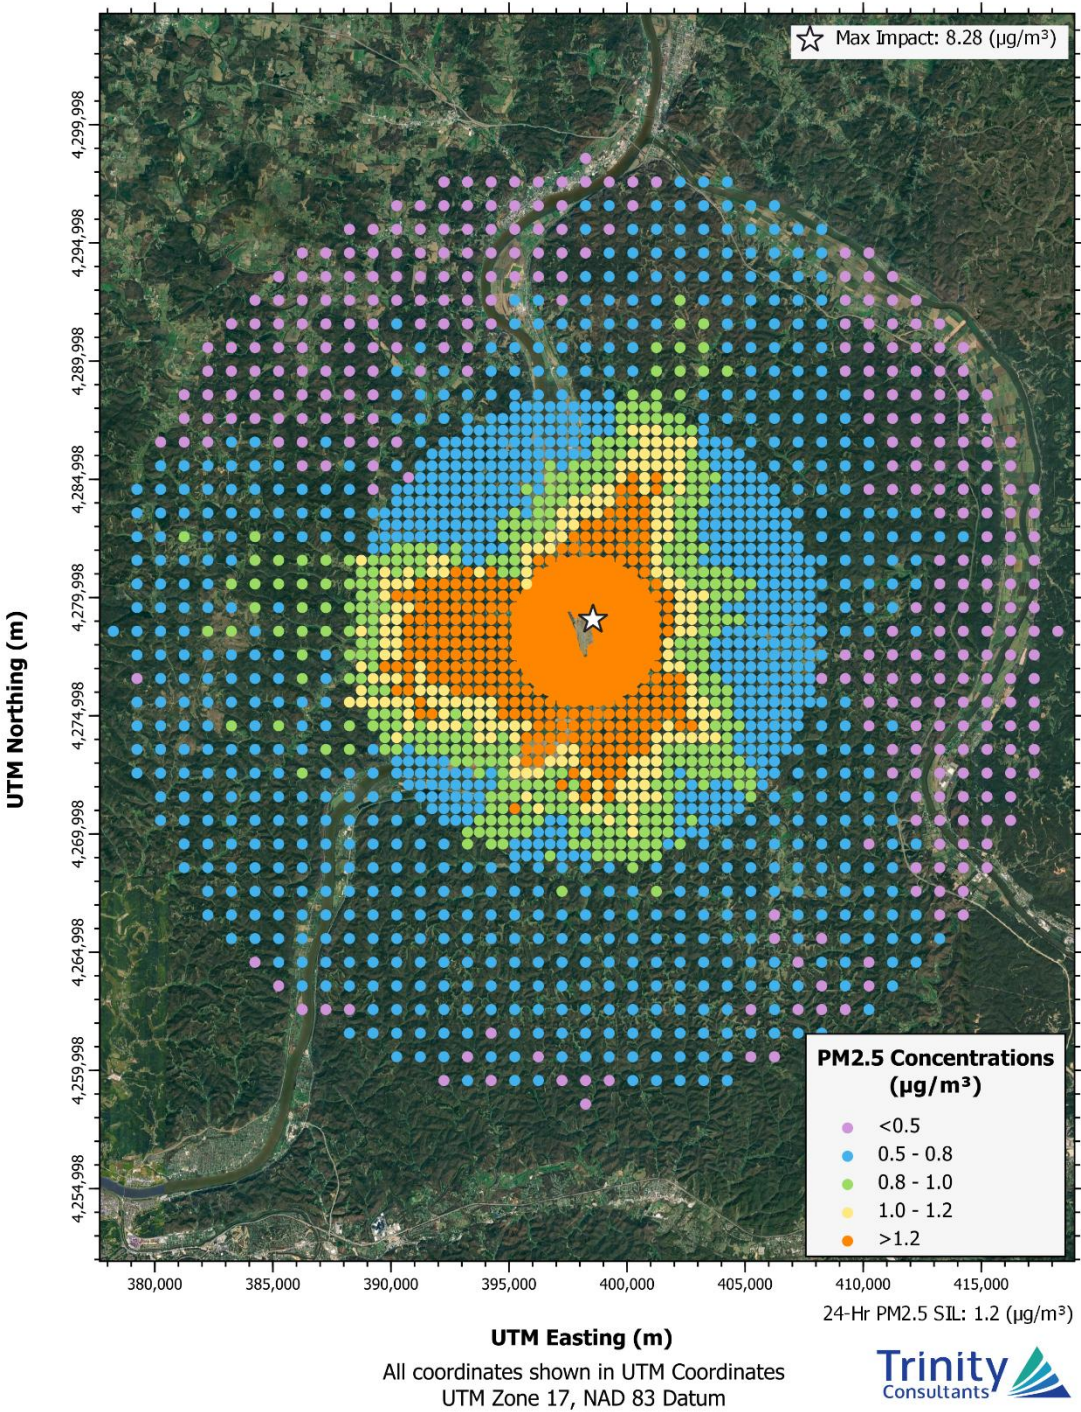 Max Impact: 8.28 (µg/m³)
4,299,998
4,294,998
4,289,998
4,284,998
4,279,998
4,274,998
4,269,998
4,264,998
4,259,998
4,254,998
UTM Northing (m)
PM2.5 Concentrations
(µg/m³)
<0.5
0.5 - 0.8
0.8 - 1.0
1.0 - 1.2
>1.2
380,000 385,000 390,000 395,000 400,000 405,000 410,000 415,000
24-Hr PM2.5 SIL: 1.2 (µg/m³)
UTM Easting (m)
All coordinates shown in UTM Coordinates
UTM Zone 17, NAD 83 Datum
Trinity
Consultants